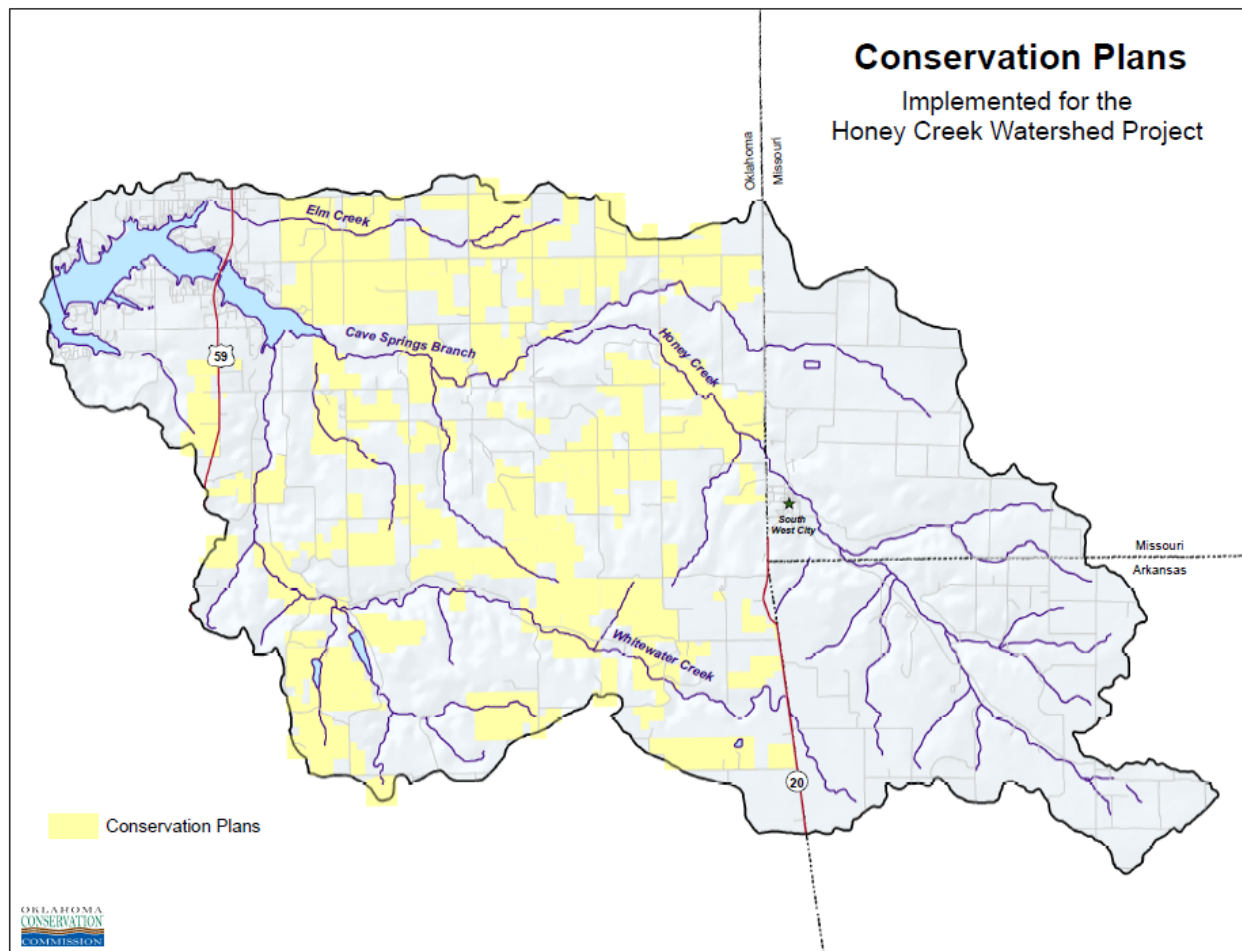 Conservation Plans
Implemented for the
Honey Creek Watershed Project
Oklahoma
Missouri
Elm Creek
Cave Springs Branch
Honey Creek
59
South
West City
Missouri
Arkansas
Whitewater Creek
20
Conservation Plans
OKLAHOMA
CONSERVATION
COMMISSION